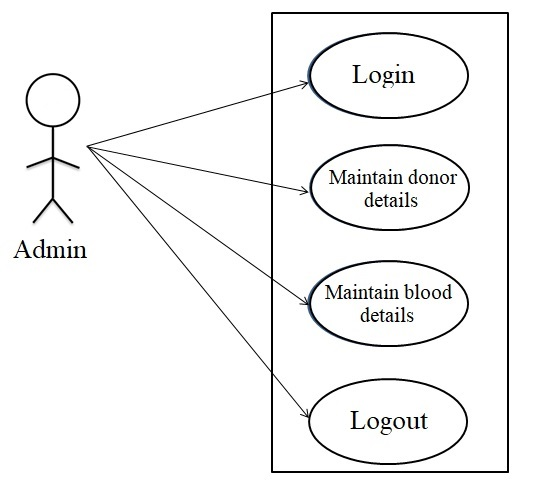 Login
Maintain donor
details
Admin
Maintain blood
details
Logout